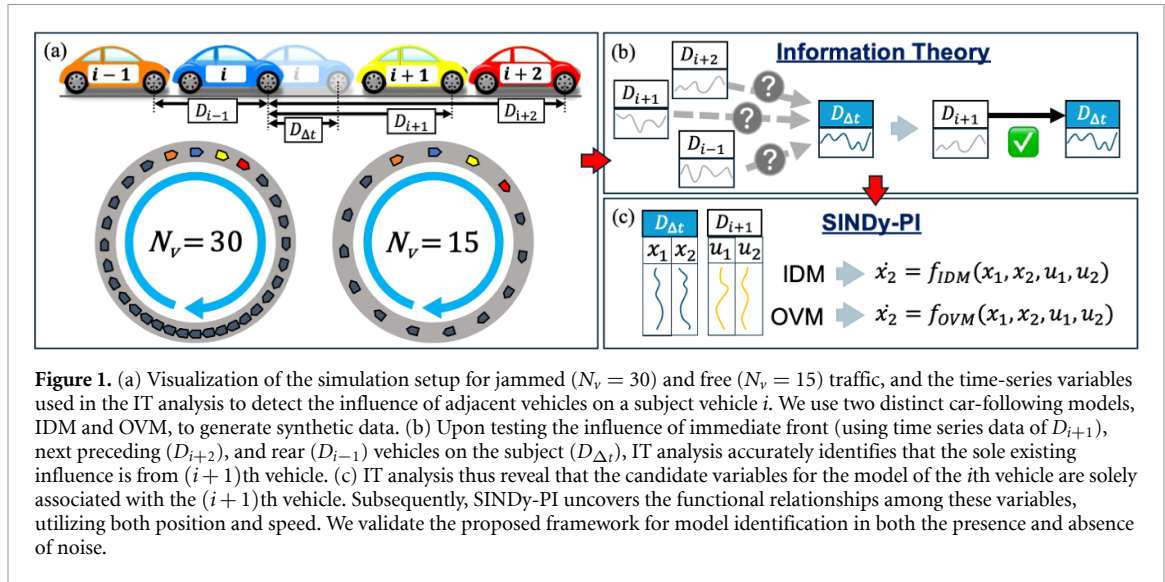 (a)
i − 1
i
i + 1
i + 2
D_{i−1}
D_{Δt}
D_{i+1}
D_{i+2}
N_v = 30
N_v = 15
(b)
Information Theory
D_{i+2}
D_{i+1}
D_{i−1}
?
?
?
D_{Δt}
D_{i+1}
D_{Δt}
(c)
SINDy-PI
D_{Δt} D_{i+1}
x_1 x_2 u_1 u_2
IDM ẋ_2 = f_{IDM}(x_1, x_2, u_1, u_2)
OVM ẋ_2 = f_{OVM}(x_1, x_2, u_1, u_2)
Figure 1. (a) Visualization of the simulation setup for jammed (N_v = 30) and free (N_v = 15) traffic, and the time-series variables
used in the IT analysis to detect the influence of adjacent vehicles on a subject vehicle i. We use two distinct car-following models,
IDM and OVM, to generate synthetic data. (b) Upon testing the influence of immediate front (using time series data of D_{i+1}),
next preceding (D_{i+2}), and rear (D_{i−1}) vehicles on the subject (D_{Δt}), IT analysis accurately identifies that the sole existing
influence is from (i + 1)th vehicle. (c) IT analysis thus reveal that the candidate variables for the model of the ith vehicle are solely
associated with the (i + 1)th vehicle. Subsequently, SINDy-PI uncovers the functional relationships among these variables,
utilizing both position and speed. We validate the proposed framework for model identification in both the presence and absence
of noise.